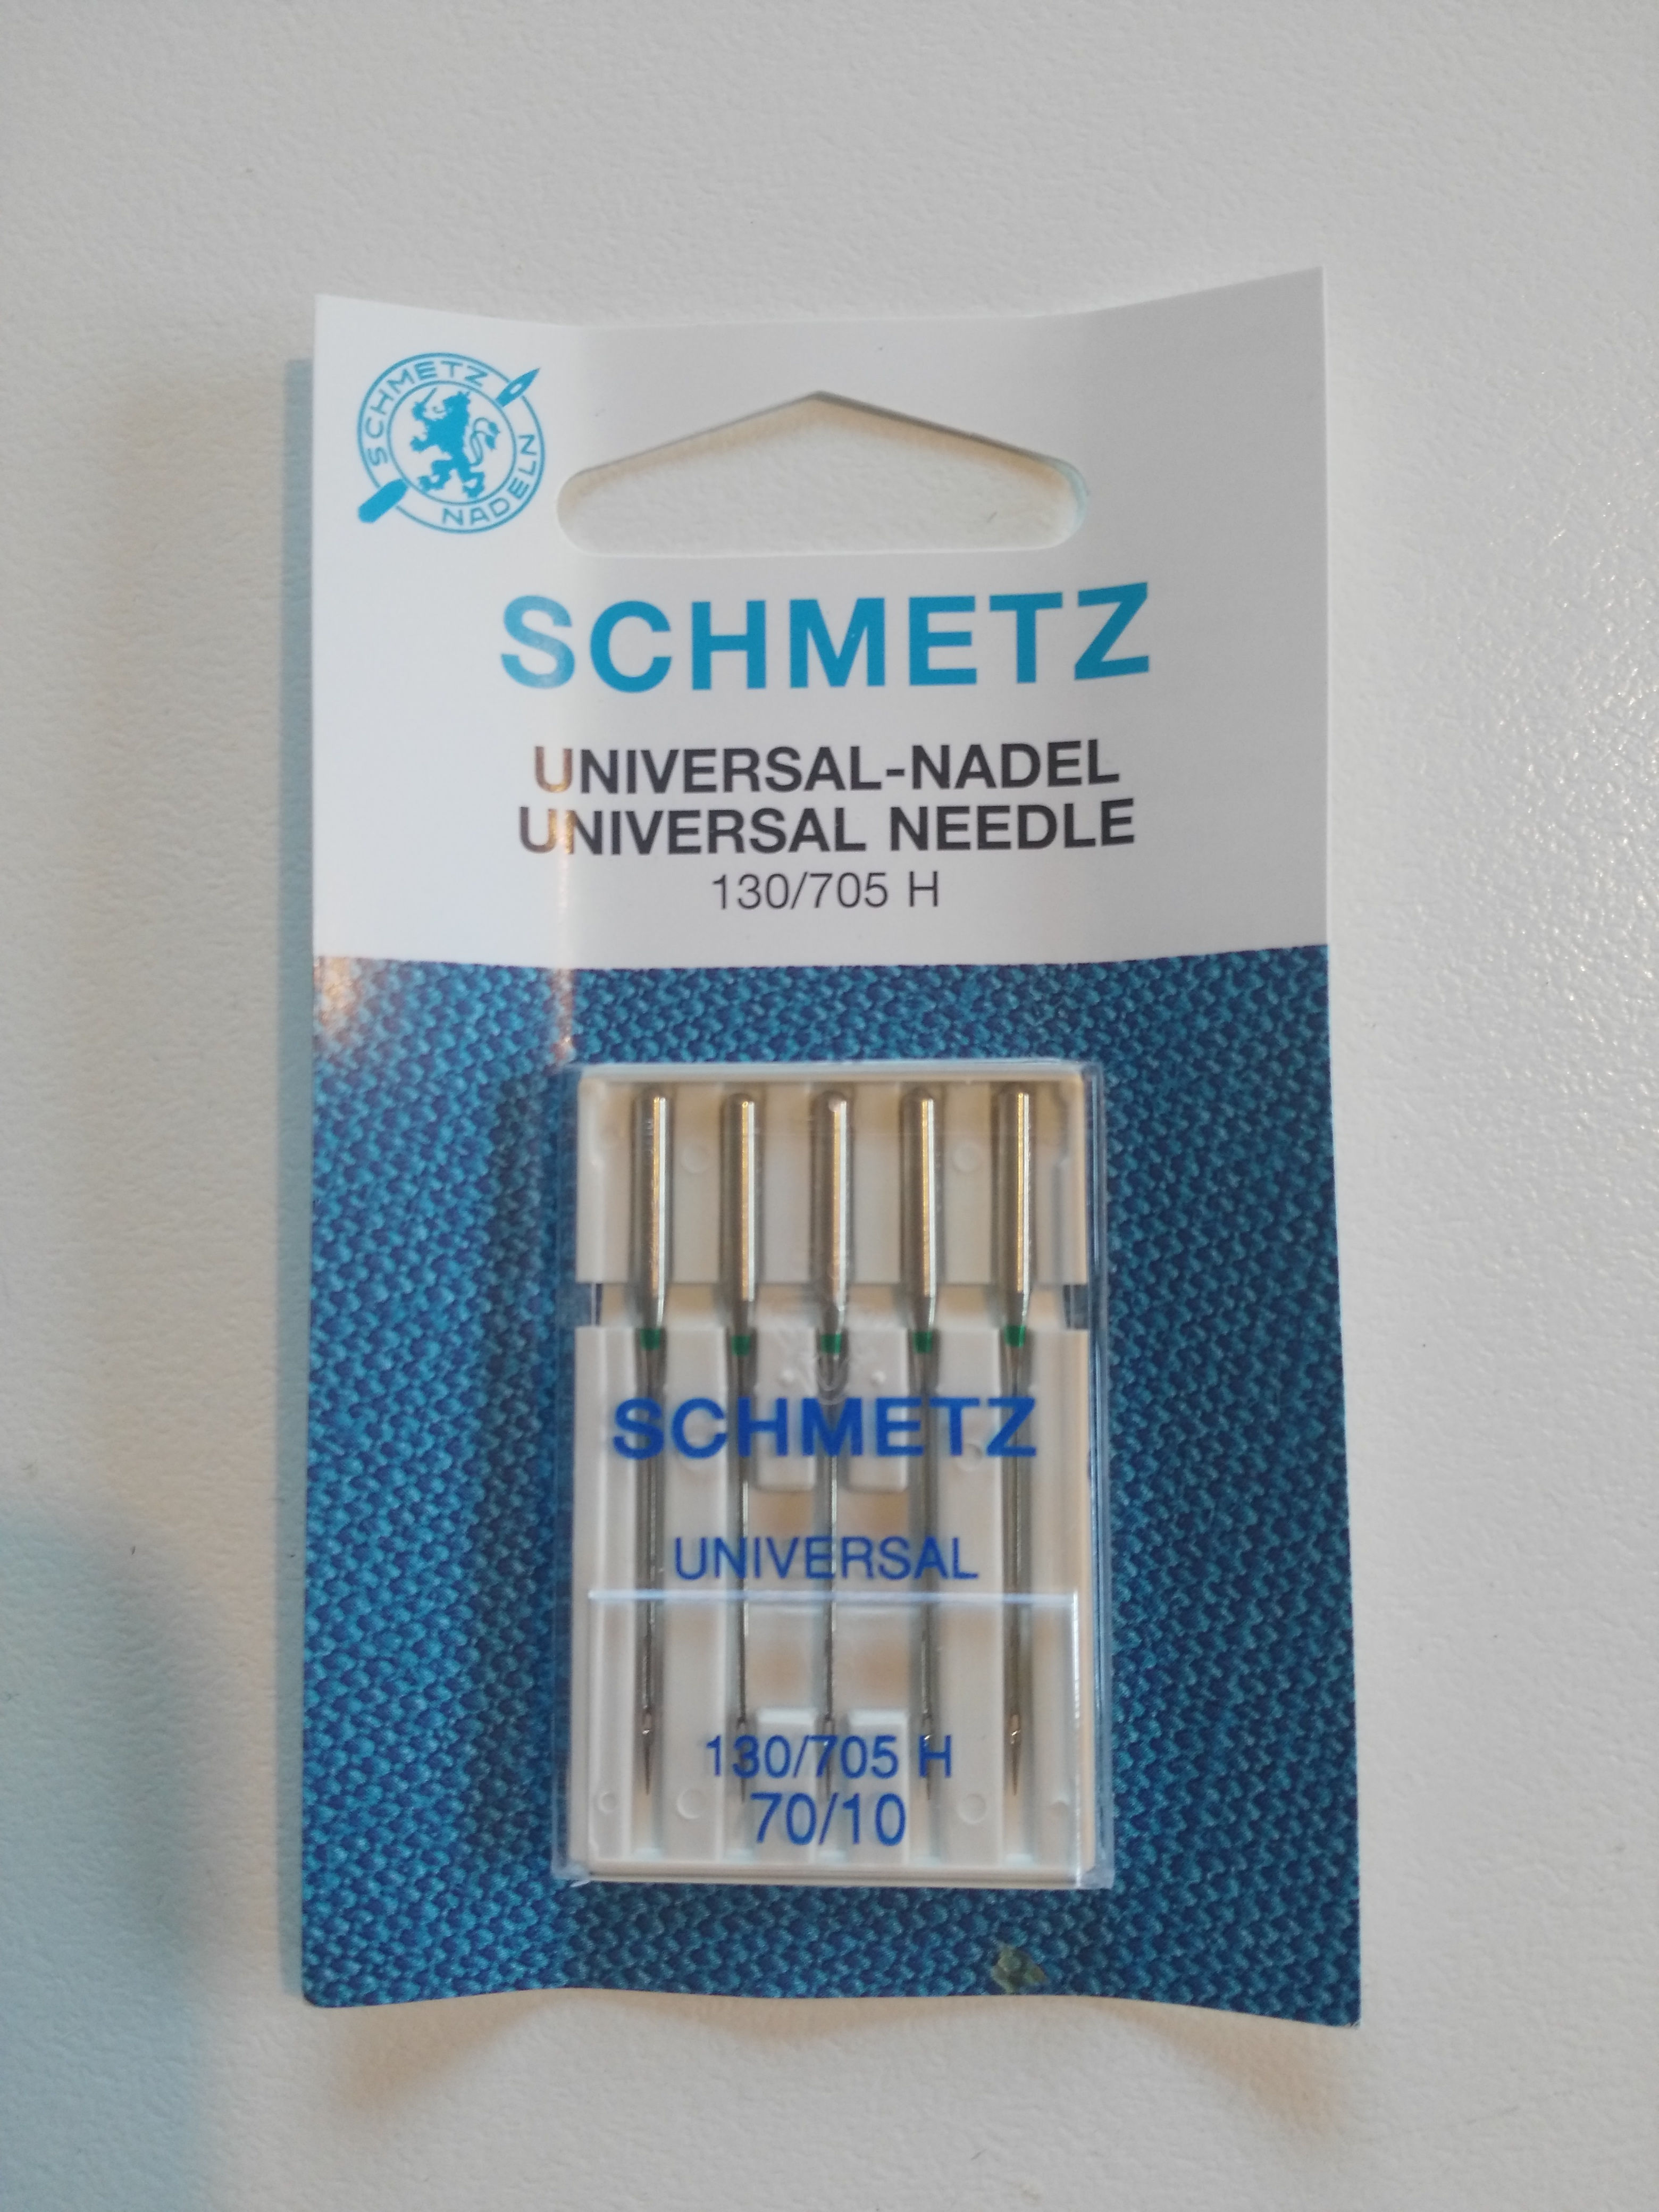 SCHMETZ
NADELN
SCHMETZ
UNIVERSAL-NADEL
UNIVERSAL NEEDLE
130/705 H
SCHMETZ
UNIVERSAL
130/705 H
70/10